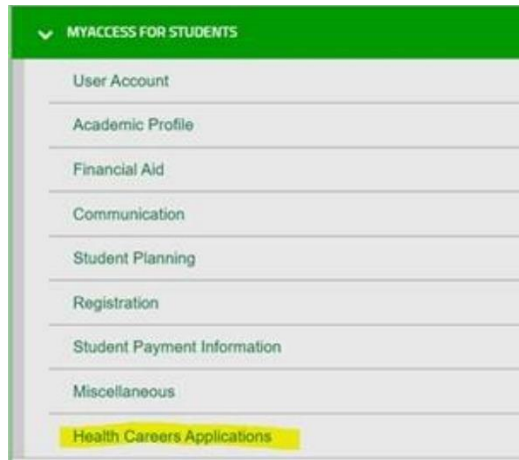 MYACCESS FOR STUDENTS
User Account
Academic Profile
Financial Aid
Communication
Student Planning
Registration
Student Payment Information
Miscellaneous
Health Careers Applications